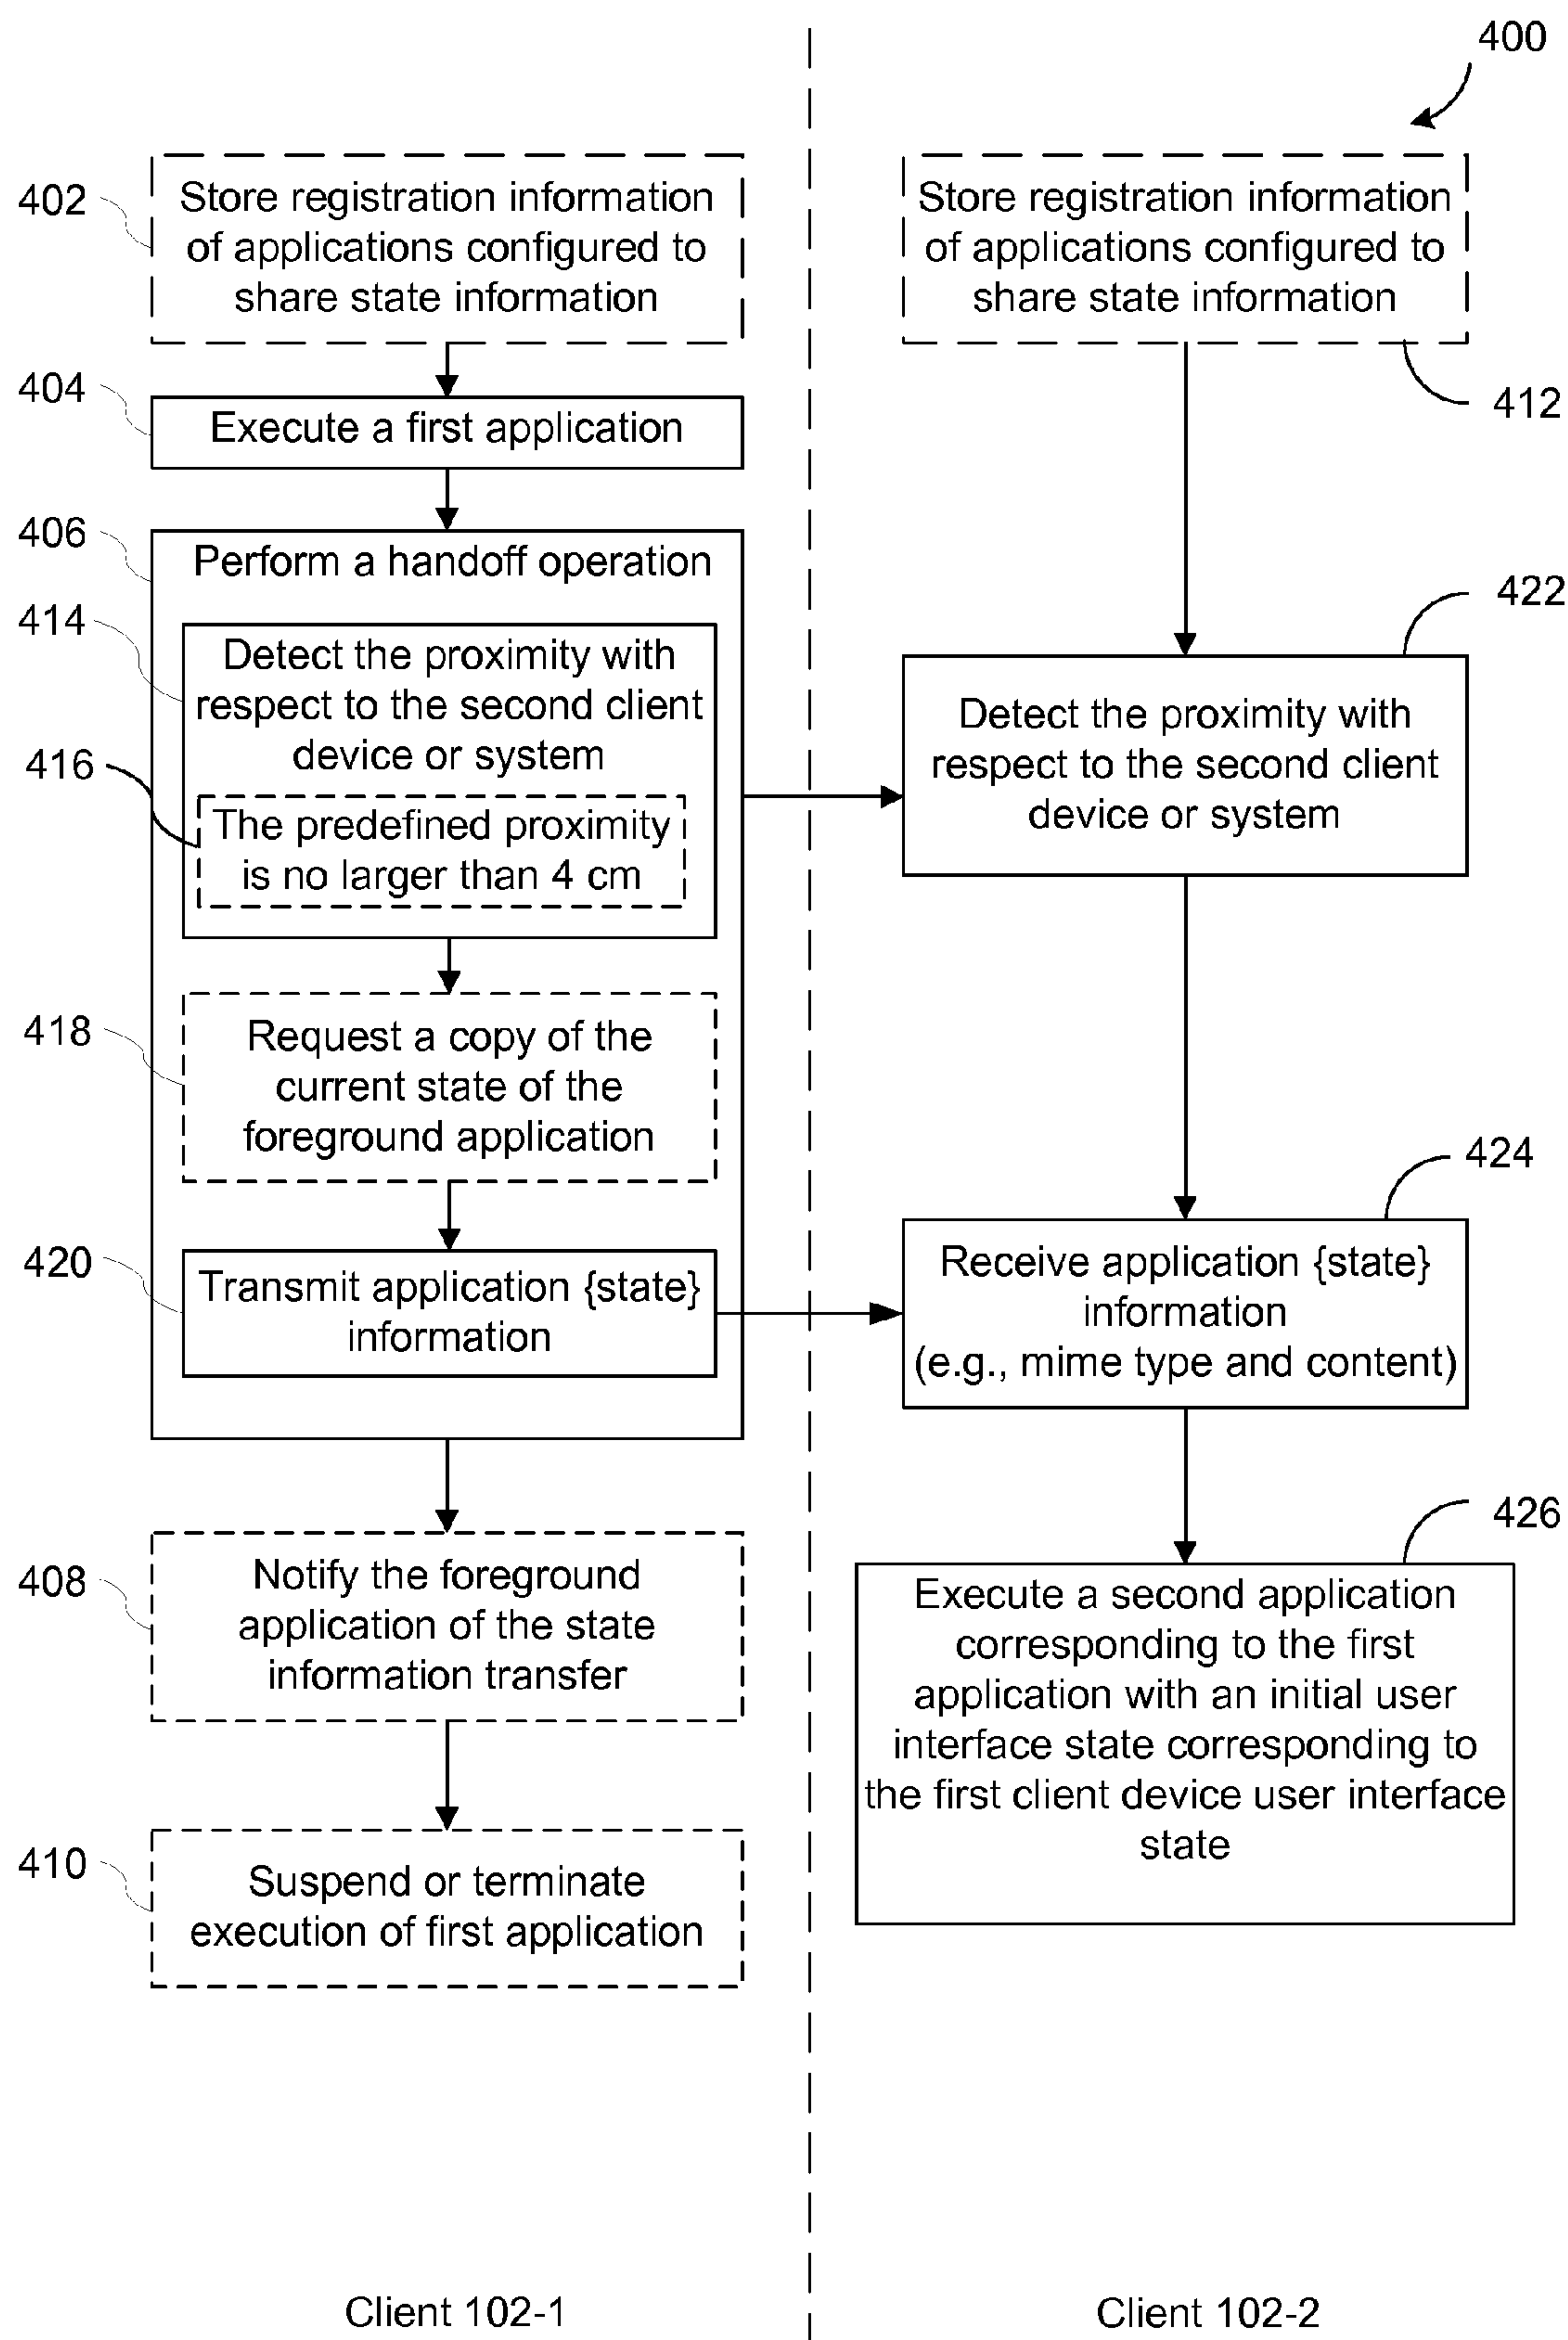 400
402
Store registration information
of applications configured to
share state information
404
Execute a first application
406
Perform a handoff operation
414
Detect the proximity with
respect to the second client
device or system
416
The predefined proximity
is no larger than 4 cm
418
Request a copy of the
current state of the
foreground application
420
Transmit application {state}
information
408
Notify the foreground
application of the state
information transfer
410
Suspend or terminate
execution of first application
Client 102-1
Store registration information
of applications configured to
share state information
412
422
Detect the proximity with
respect to the second client
device or system
424
Receive application {state}
information
(e.g., mime type and content)
426
Execute a second application
corresponding to the first
application with an initial user
interface state corresponding to
the first client device user interface
state
Client 102-2